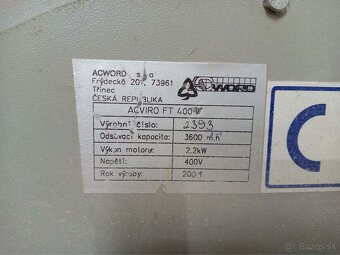 ACWORD s.r.o
Frýdecká 201, 73961
Třinec
ČESKÁ REPUBLIKA
ACWORD
ACVIRO FT 400
Výrobní číslo: 2393
Odsávací kapacita: 3600 m³/h
Výkon motoru: 2.2kW
Napětí: 400V
Rok výroby: 2001
C
bazos.sk